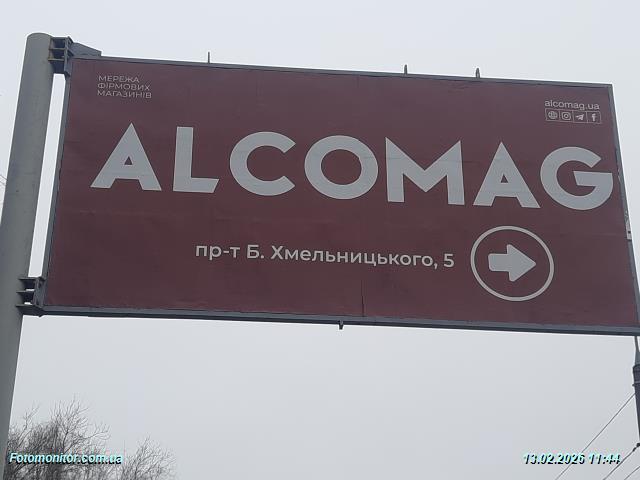 МЕРЕЖА
ФІРМОВИХ
МАГАЗИНІВ
alcomag.ua
ALCOMAG
пр-т Б. Хмельницького, 5
Fotomonitor.com.ua
13.02.2026 11:44